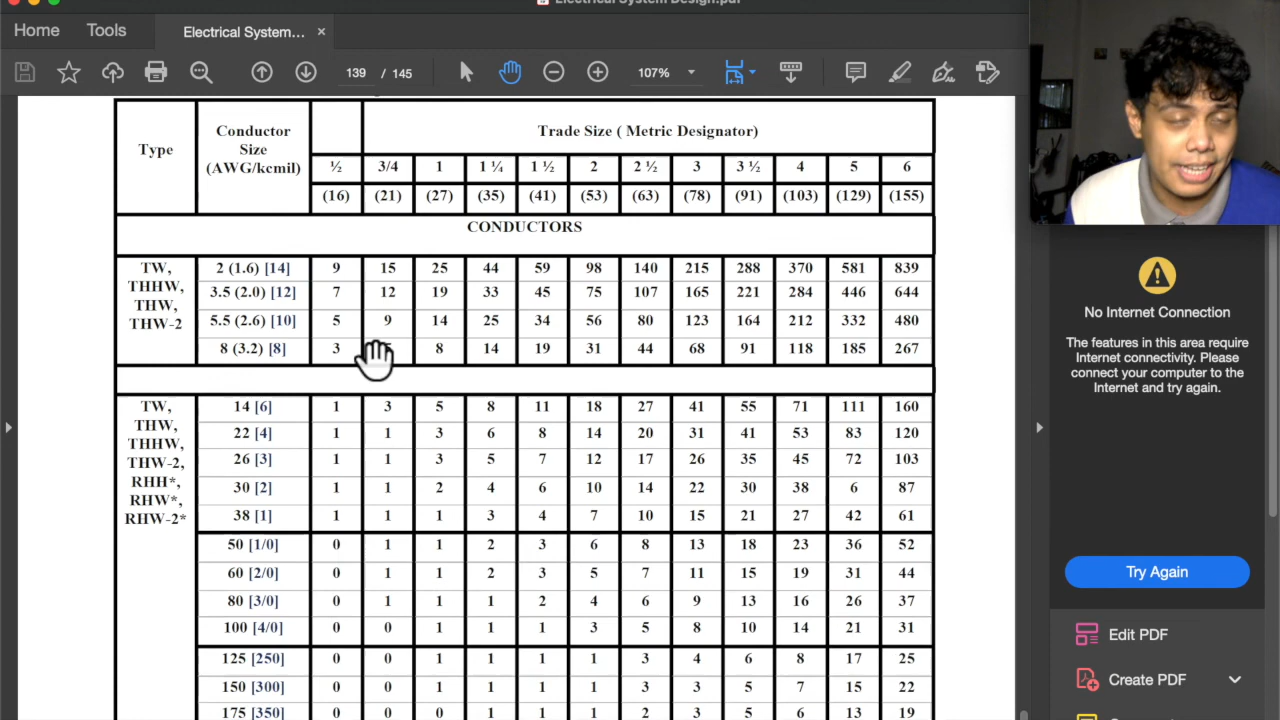 Electrical System Design.pdf
Home Tools Electrical System... ×
139 / 145 107%
Type Conductor Size (AWG/kcmil) Trade Size ( Metric Designator)
½ 3/4 1 1 ¼ 1 ½ 2 2 ½ 3 3 ½ 4 5 6
(16) (21) (27) (35) (41) (53) (63) (78) (91) (103) (129) (155)
CONDUCTORS
TW, THHW, THW, THW-2
2 (1.6) [14] 9 15 25 44 59 98 140 215 288 370 581 839
3.5 (2.0) [12] 7 12 19 33 45 75 107 165 221 284 446 644
5.5 (2.6) [10] 5 9 14 25 34 56 80 123 164 212 332 480
8 (3.2) [8] 3 8 14 19 31 44 68 91 118 185 267
TW, THW, THHW, THW-2, RHH*, RHW*, RHW-2*
14 [6] 1 3 5 8 11 18 27 41 55 71 111 160
22 [4] 1 1 3 6 8 14 20 31 41 53 83 120
26 [3] 1 1 3 5 7 12 17 26 35 45 72 103
30 [2] 1 1 2 4 6 10 14 22 30 38 6 87
38 [1] 1 1 1 3 4 7 10 15 21 27 42 61
50 [1/0] 0 1 1 2 3 6 8 13 18 23 36 52
60 [2/0] 0 1 1 2 3 5 7 11 15 19 31 44
80 [3/0] 0 1 1 1 2 4 6 9 13 16 26 37
100 [4/0] 0 0 1 1 1 3 5 8 10 14 21 31
125 [250] 0 0 1 1 1 1 3 4 6 8 17 25
150 [300] 0 0 1 1 1 1 3 3 5 7 15 22
175 [350] 0 0 0 1 1 1 2 3 5 6 13 19
No Internet Connection
The features in this area require
Internet connectivity. Please
connect your computer to the
Internet and try again.
Try Again
Edit PDF
Create PDF